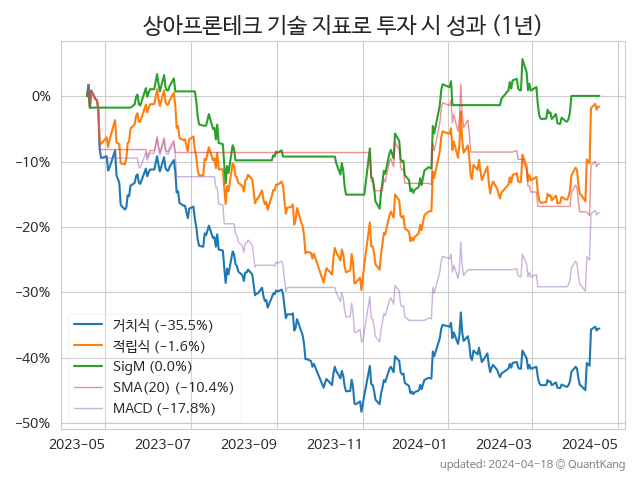 상아프론테크 기술 지표로 투자 시 성과 (1년)
0%
−10%
−20%
−30%
−40%
−50%
거치식 (−35.5%)
적립식 (−1.6%)
SigM (0.0%)
SMA(20) (−10.4%)
MACD (−17.8%)
2023-05 2023-07 2023-09 2023-11 2024-01 2024-03 2024-05
updated: 2024-04-18 @ QuantKang